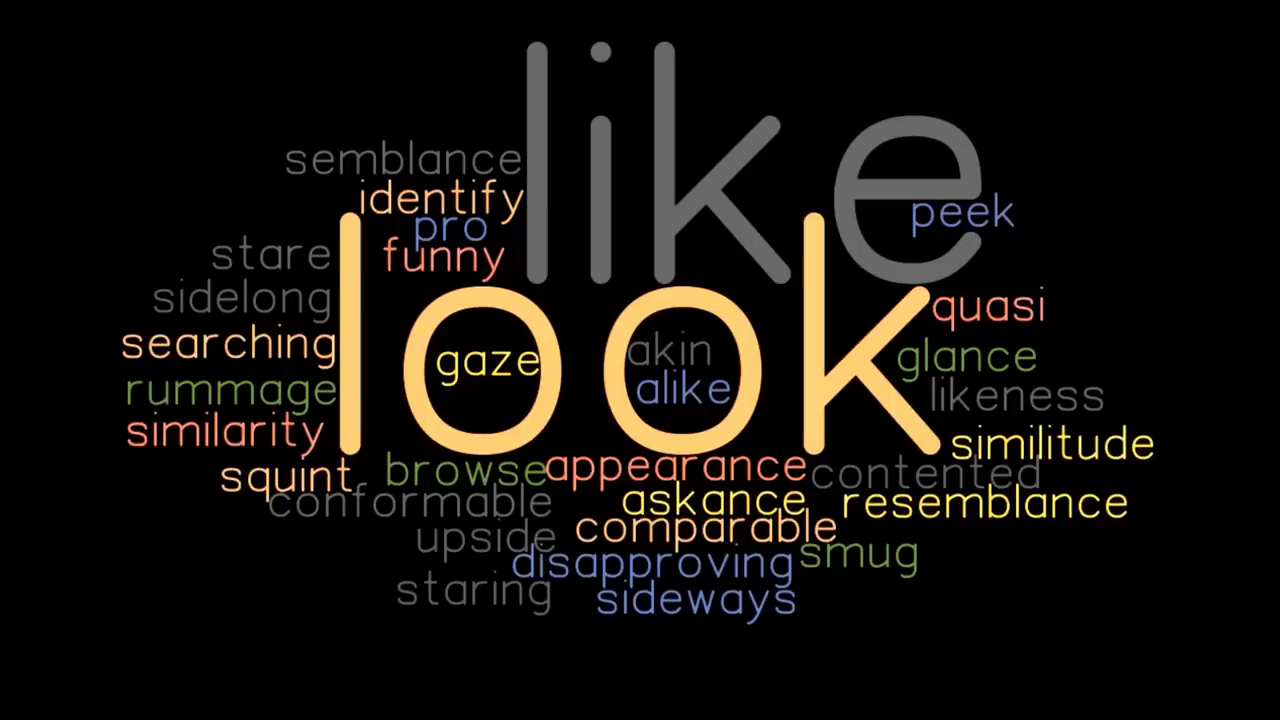 like
semblance
identify
peek
pro
stare
funny
look
sidelong
quasi
searching
akin
glance
gaze
rummage
alike
likeness
similarity
similitude
squint
browse
appearance
contented
conformable
askance
resemblance
comparable
upside
disapproving
smug
staring
sideways